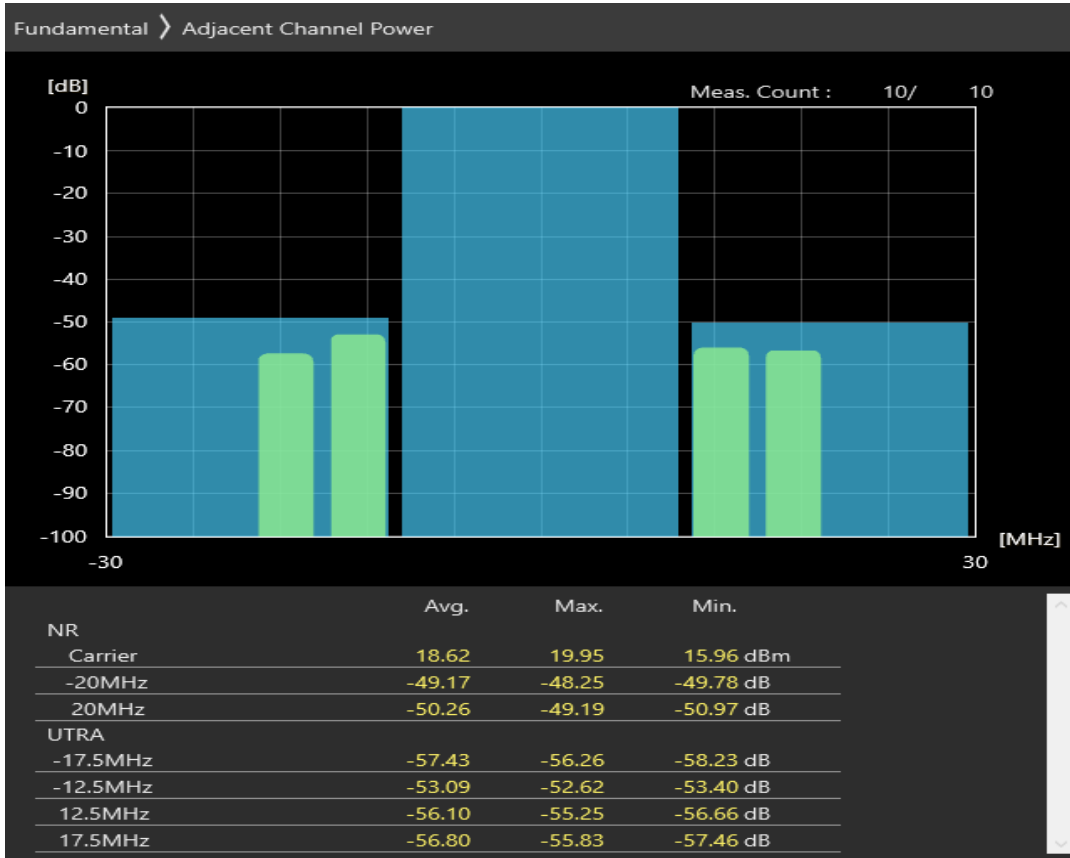 Fundamental ❯ Adjacent Channel Power
[dB]
Meas. Count : 10/ 10
0
-10
-20
-30
-40
-50
-60
-70
-80
-90
-100
[MHz]
-30 30
Avg. Max. Min.
NR
Carrier 18.62 19.95 15.96 dBm
-20MHz -49.17 -48.25 -49.78 dB
20MHz -50.26 -49.19 -50.97 dB
UTRA
-17.5MHz -57.43 -56.26 -58.23 dB
-12.5MHz -53.09 -52.62 -53.40 dB
12.5MHz -56.10 -55.25 -56.66 dB
17.5MHz -56.80 -55.83 -57.46 dB